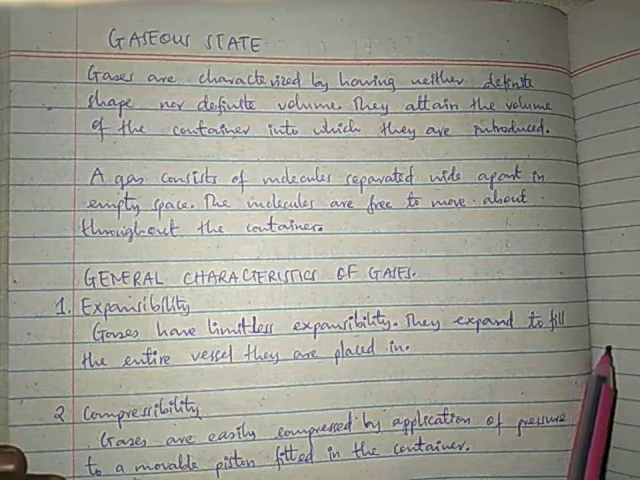 GASEOUS STATE
Gases are characterized by having neither definite
shape nor definite volume. They attain the volume
of the container into which they are introduced.
A gas consists of molecules separated wide apart in
empty space. The molecules are free to move about
throughout the container.
GENERAL CHARACTERISTICS OF GASES.
1. Expansibility
Gases have limitless expansibility. They expand to fill
the entire vessel they are placed in.
2 Compressibility
Gases are easily compressed by application of pressure
to a movable piston fitted in the container.